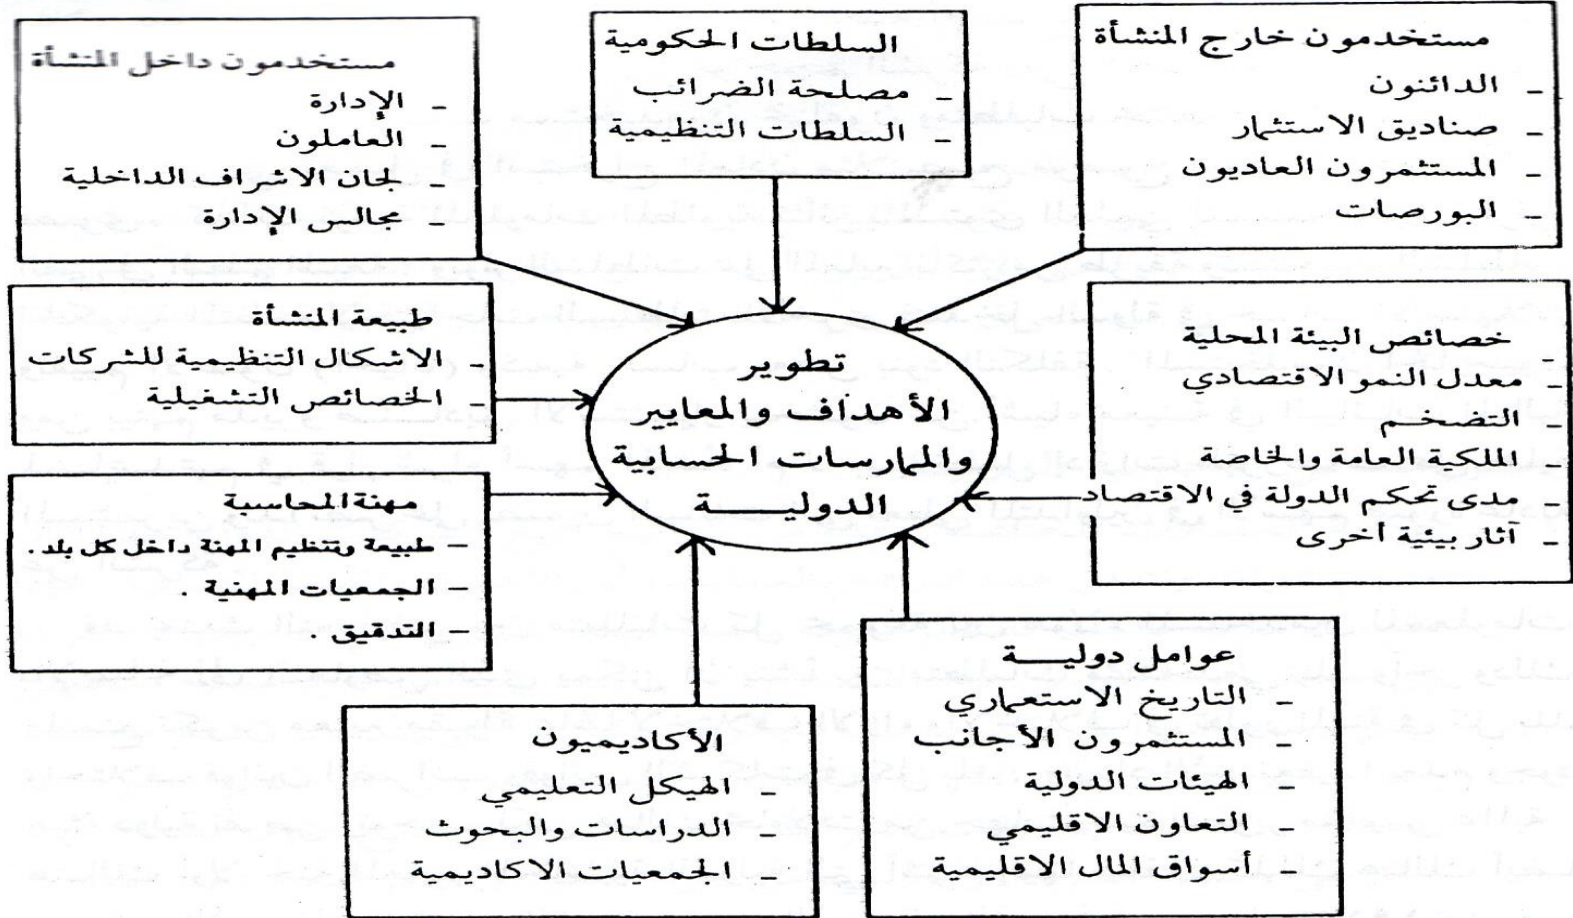 مستخدمون خارج المنشأة
- الدائنون
- صناديق الاستثمار
- المستثمرون العاديون
- البورصات
السلطات الحكومية
- مصلحة الضرائب
- السلطات التنظيمية
مستخدمون داخل المنشأة
- الإدارة
- العاملون
- لجان الاشراف الداخلية
- مجالس الإدارة
خصائص البيئة المحلية
- معدل النمو الاقتصادي
- التضخم
- الملكية العامة والخاصة
- مدى تحكم الدولة في الاقتصاد
- آثار بيئية أخرى
تطوير
الأهداف والمعايير
والممارسات الحسابية
الدوليـــة
طبيعة المنشأة
- الاشكال التنظيمية للشركات
- الخصائص التشغيلية
مهنة المحاسبة
- طبيعة وتنظيم المهنة داخل كل بلد.
- الجمعيات المهنية .
- التدقيق .
عوامل دوليـــة
- التاريخ الاستعماري
- المستثمرون الأجانب
- الهيئات الدولية
- التعاون الاقليمي
- أسواق المال الاقليمية
الأكاديميون
- الهيكل التعليمي
- الدراسات والبحوث
- الجمعيات الاكاديمية